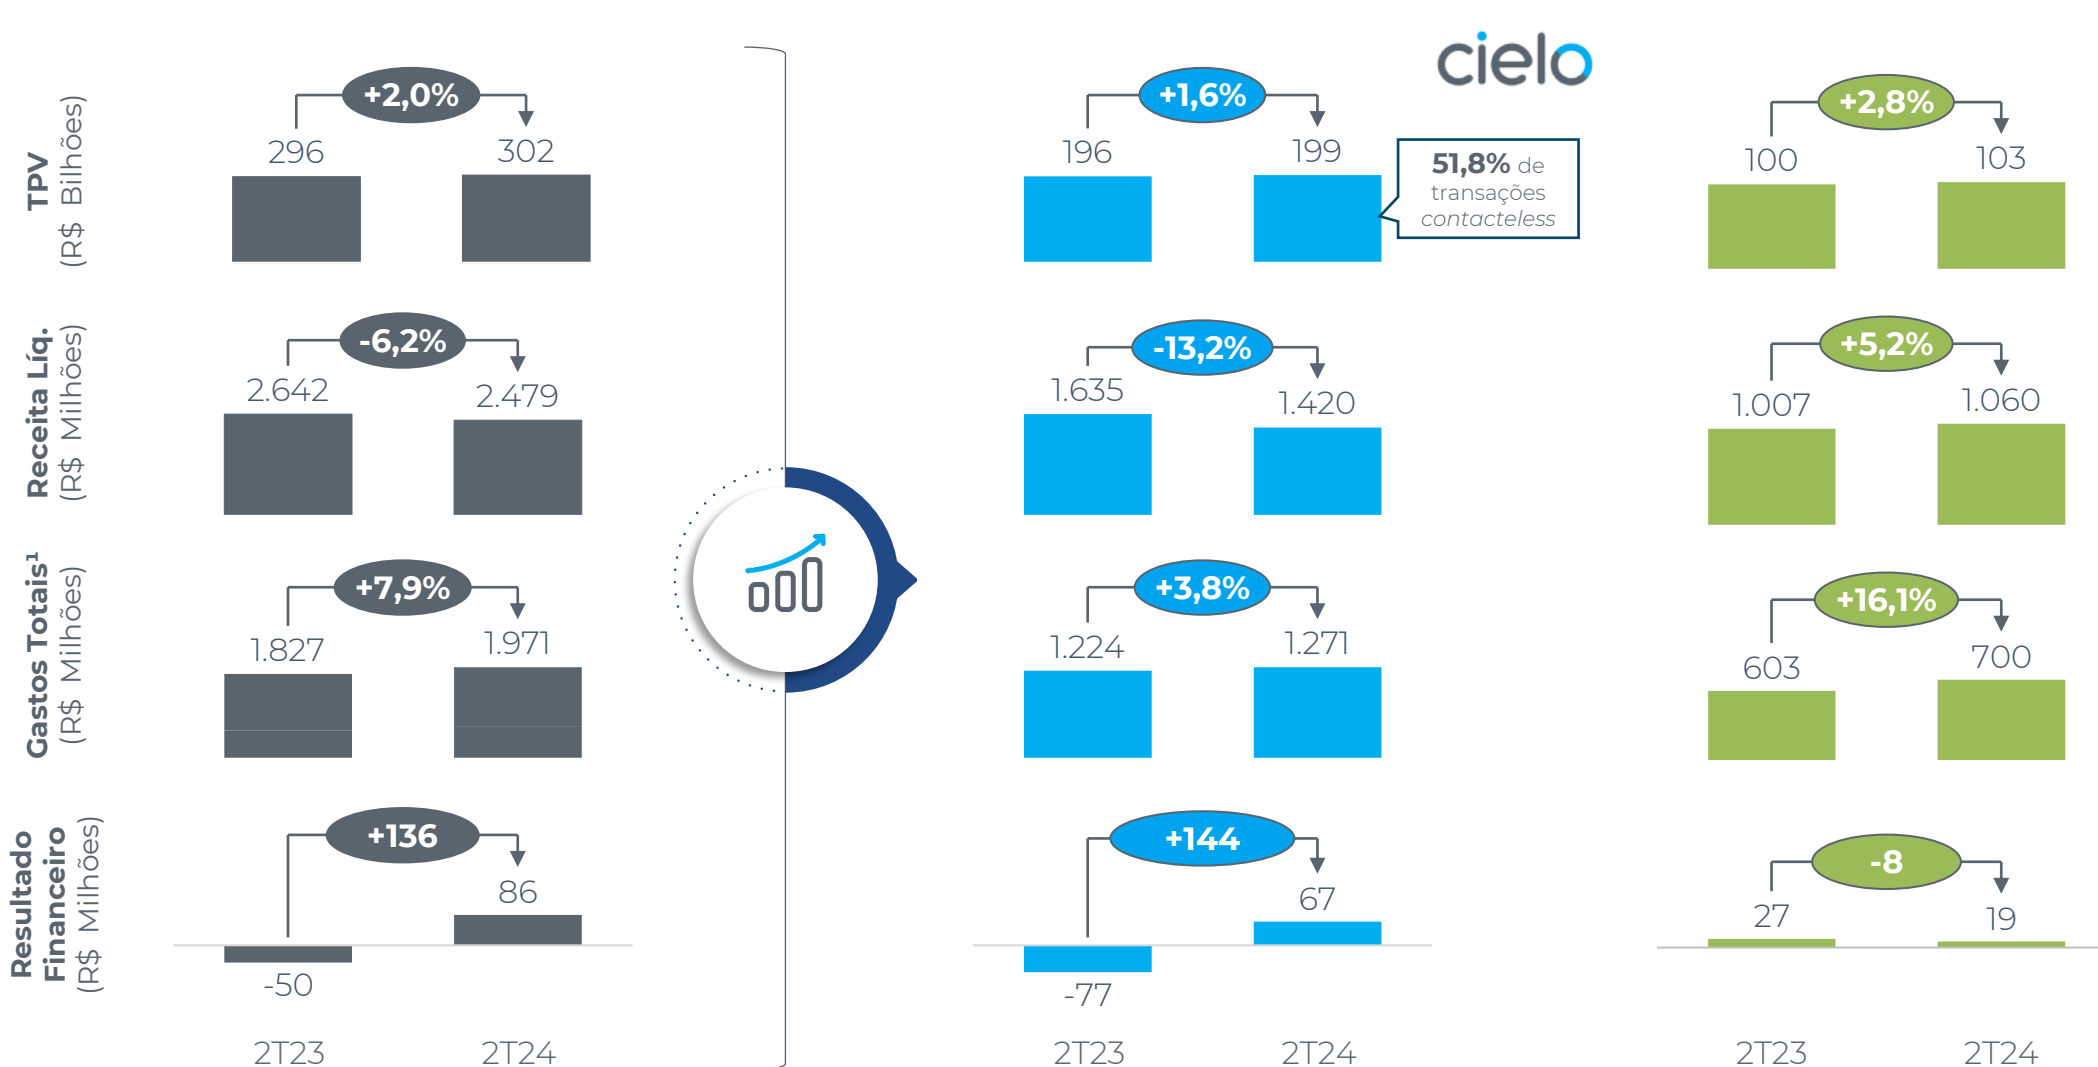 cielo
TPV
(R$ Bilhões)
+2,0%
296
302
+1,6%
196
199
51,8% de
transações
contacteless
+2,8%
100
103
Receita Líq.
(R$ Milhões)
-6,2%
2.642
2.479
-13,2%
1.635
1.420
+5,2%
1.007
1.060
Gastos Totais¹
(R$ Milhões)
+7,9%
1.827
1.971
+3,8%
1.224
1.271
+16,1%
603
700
Resultado
Financeiro
(R$ Milhões)
+136
-50
86
+144
-77
67
-8
27
19
2T23
2T24
2T23
2T24
2T23
2T24